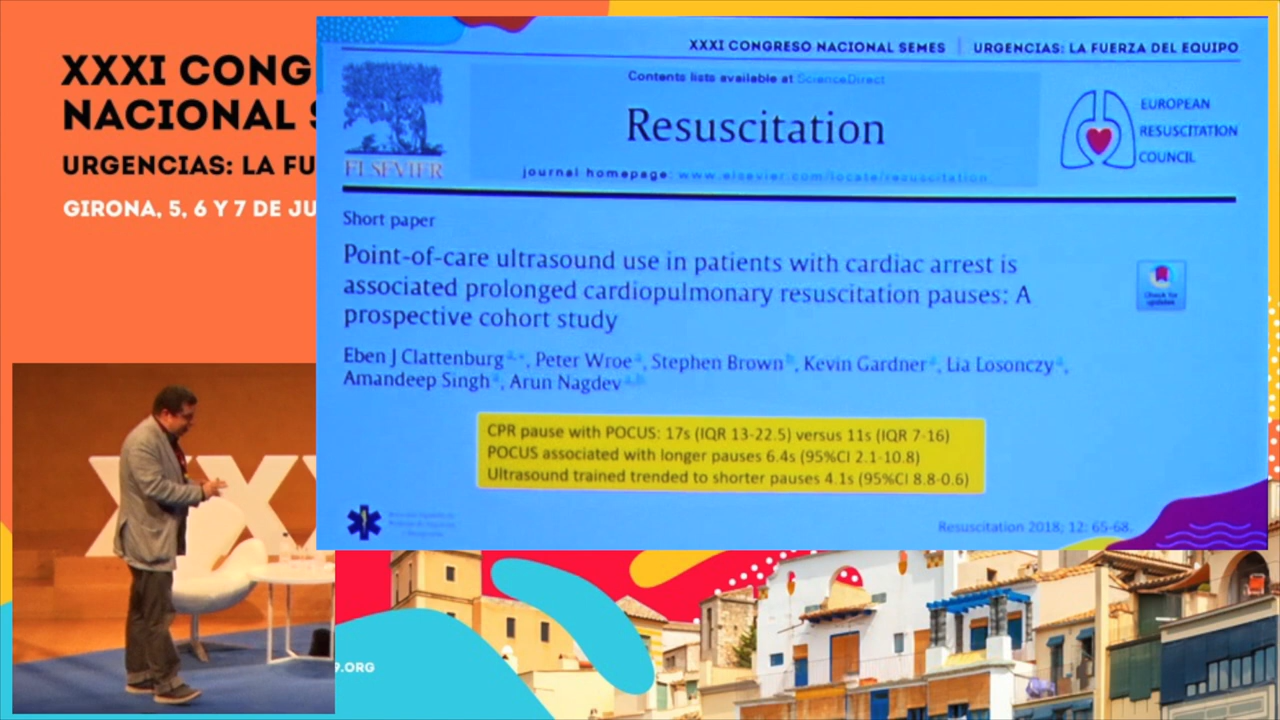 XXXI CONG
NACIONAL S
URGENCIAS: LA FU
GIRONA, 5, 6 Y 7 DE JU
XXXI CONGRESO NACIONAL SEMES | URGENCIAS: LA FUERZA DEL EQUIPO
Contents lists available at ScienceDirect
Resuscitation
journal homepage: www.elsevier.com/locate/resuscitation
ELSEVIER
EUROPEAN
RESUSCITATION
COUNCIL
Short paper
Point-of-care ultrasound use in patients with cardiac arrest is
associated prolonged cardiopulmonary resuscitation pauses: A
prospective cohort study
Check for
updates
Eben J Clattenburg, Peter Wroe, Stephen Brown, Kevin Gardner, Lia Losonczy,
Amandeep Singh, Arun Nagdev
CPR pause with POCUS: 17s (IQR 13-22.5) versus 11s (IQR 7-16)
POCUS associated with longer pauses 6.4s (95%CI 2.1-10.8)
Ultrasound trained trended to shorter pauses 4.1s (95%CI 8.8-0.6)
Resuscitation 2018; 12: 65-68.
XXX
9.ORG